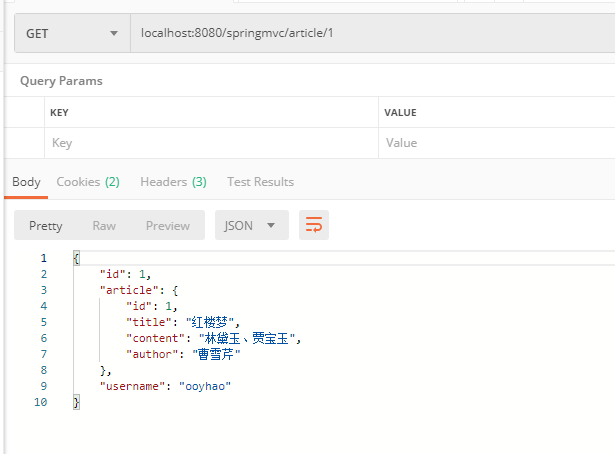 GET localhost:8080/springmvc/article/1
Query Params
KEY VALUE
Key Value
Body Cookies (2) Headers (3) Test Results
Pretty Raw Preview JSON
1 {
2 "id": 1,
3 "article": {
4 "id": 1,
5 "title": "红楼梦",
6 "content": "林黛玉、贾宝玉",
7 "author": "曹雪芹"
8 },
9 "username": "ooyhao"
10 }